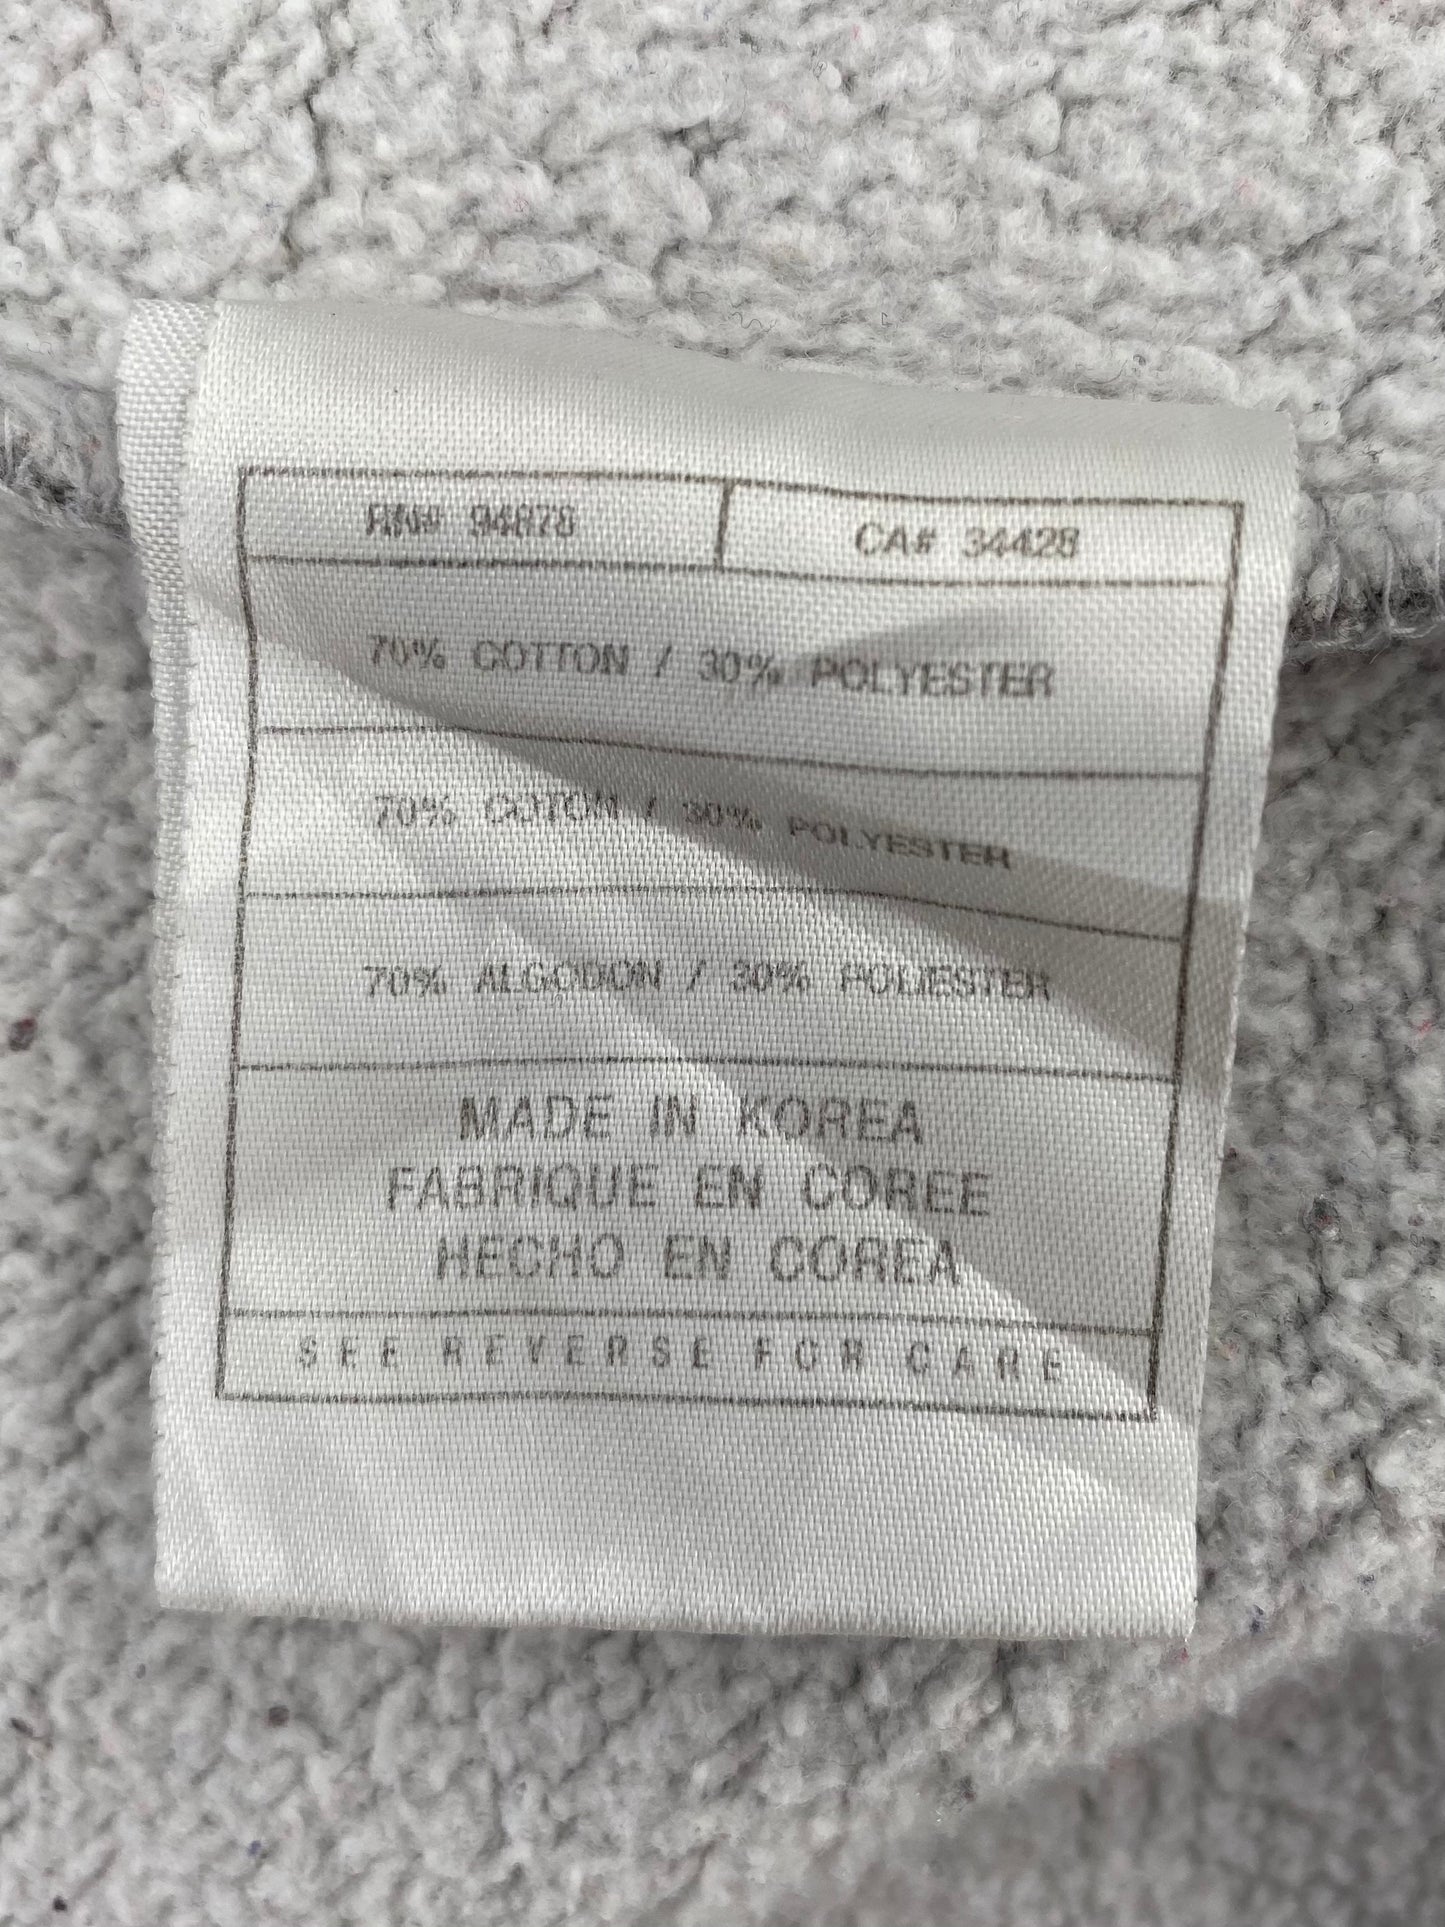 RN# 94878
CA# 34428
70% COTTON / 30% POLYESTER
70% COTON / 30% POLYESTER
70% ALGODON / 30% POLIESTER
MADE IN KOREA
FABRIQUE EN COREE
HECHO EN COREA
SEE REVERSE FOR CARE